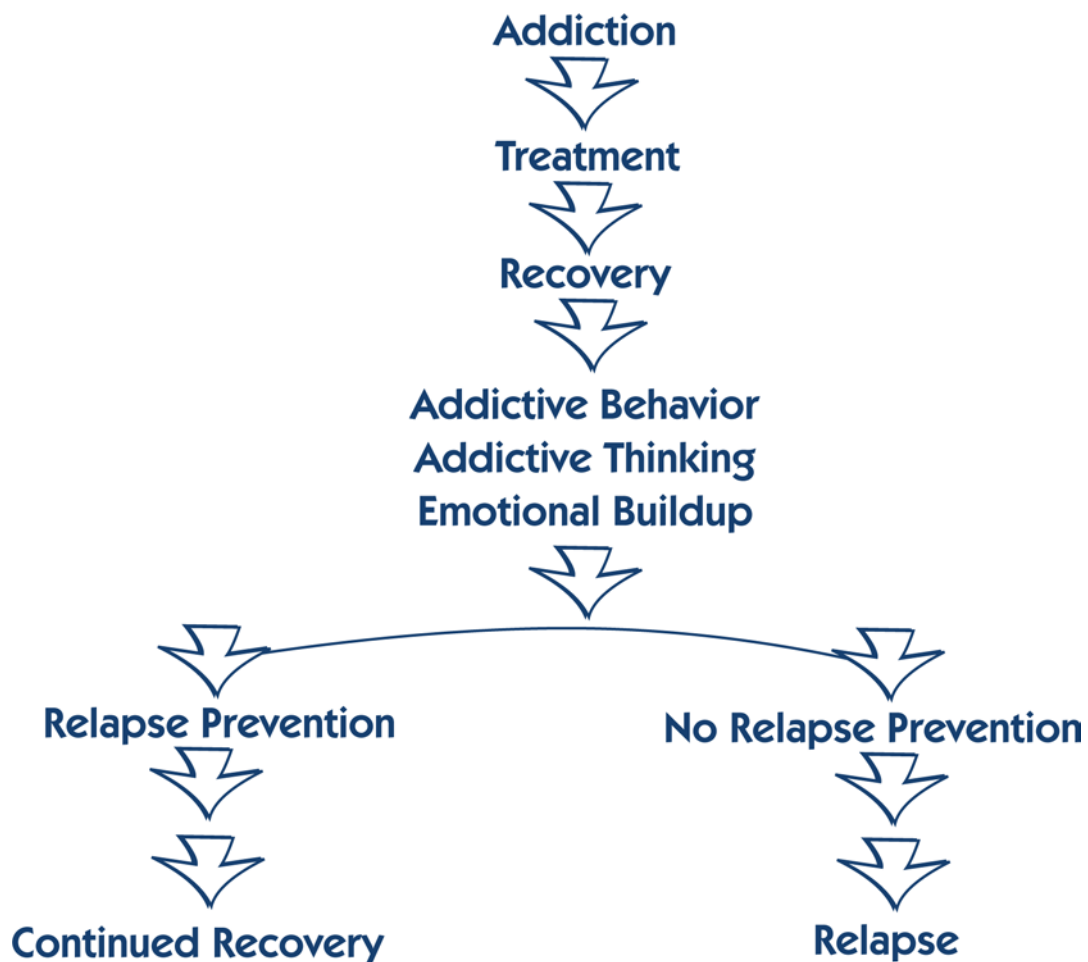 Addiction
Treatment
Recovery
Addictive Behavior
Addictive Thinking
Emotional Buildup
Relapse Prevention
No Relapse Prevention
Continued Recovery
Relapse